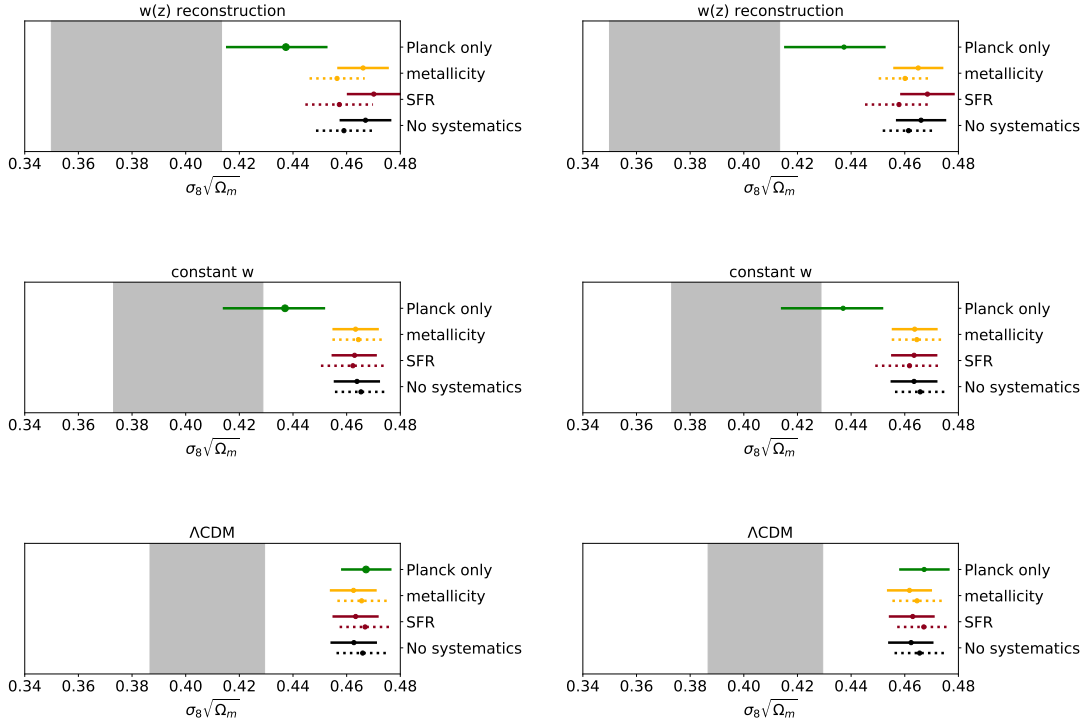 w(z) reconstruction
Planck only
metallicity
SFR
No systematics
0.34 0.36 0.38 0.40 0.42 0.44 0.46 0.48
σ₈√Ωₘ
w(z) reconstruction
Planck only
metallicity
SFR
No systematics
0.34 0.36 0.38 0.40 0.42 0.44 0.46 0.48
σ₈√Ωₘ
constant w
Planck only
metallicity
SFR
No systematics
0.34 0.36 0.38 0.40 0.42 0.44 0.46 0.48
σ₈√Ωₘ
constant w
Planck only
metallicity
SFR
No systematics
0.34 0.36 0.38 0.40 0.42 0.44 0.46 0.48
σ₈√Ωₘ
ΛCDM
Planck only
metallicity
SFR
No systematics
0.34 0.36 0.38 0.40 0.42 0.44 0.46 0.48
σ₈√Ωₘ
ΛCDM
Planck only
metallicity
SFR
No systematics
0.34 0.36 0.38 0.40 0.42 0.44 0.46 0.48
σ₈√Ωₘ